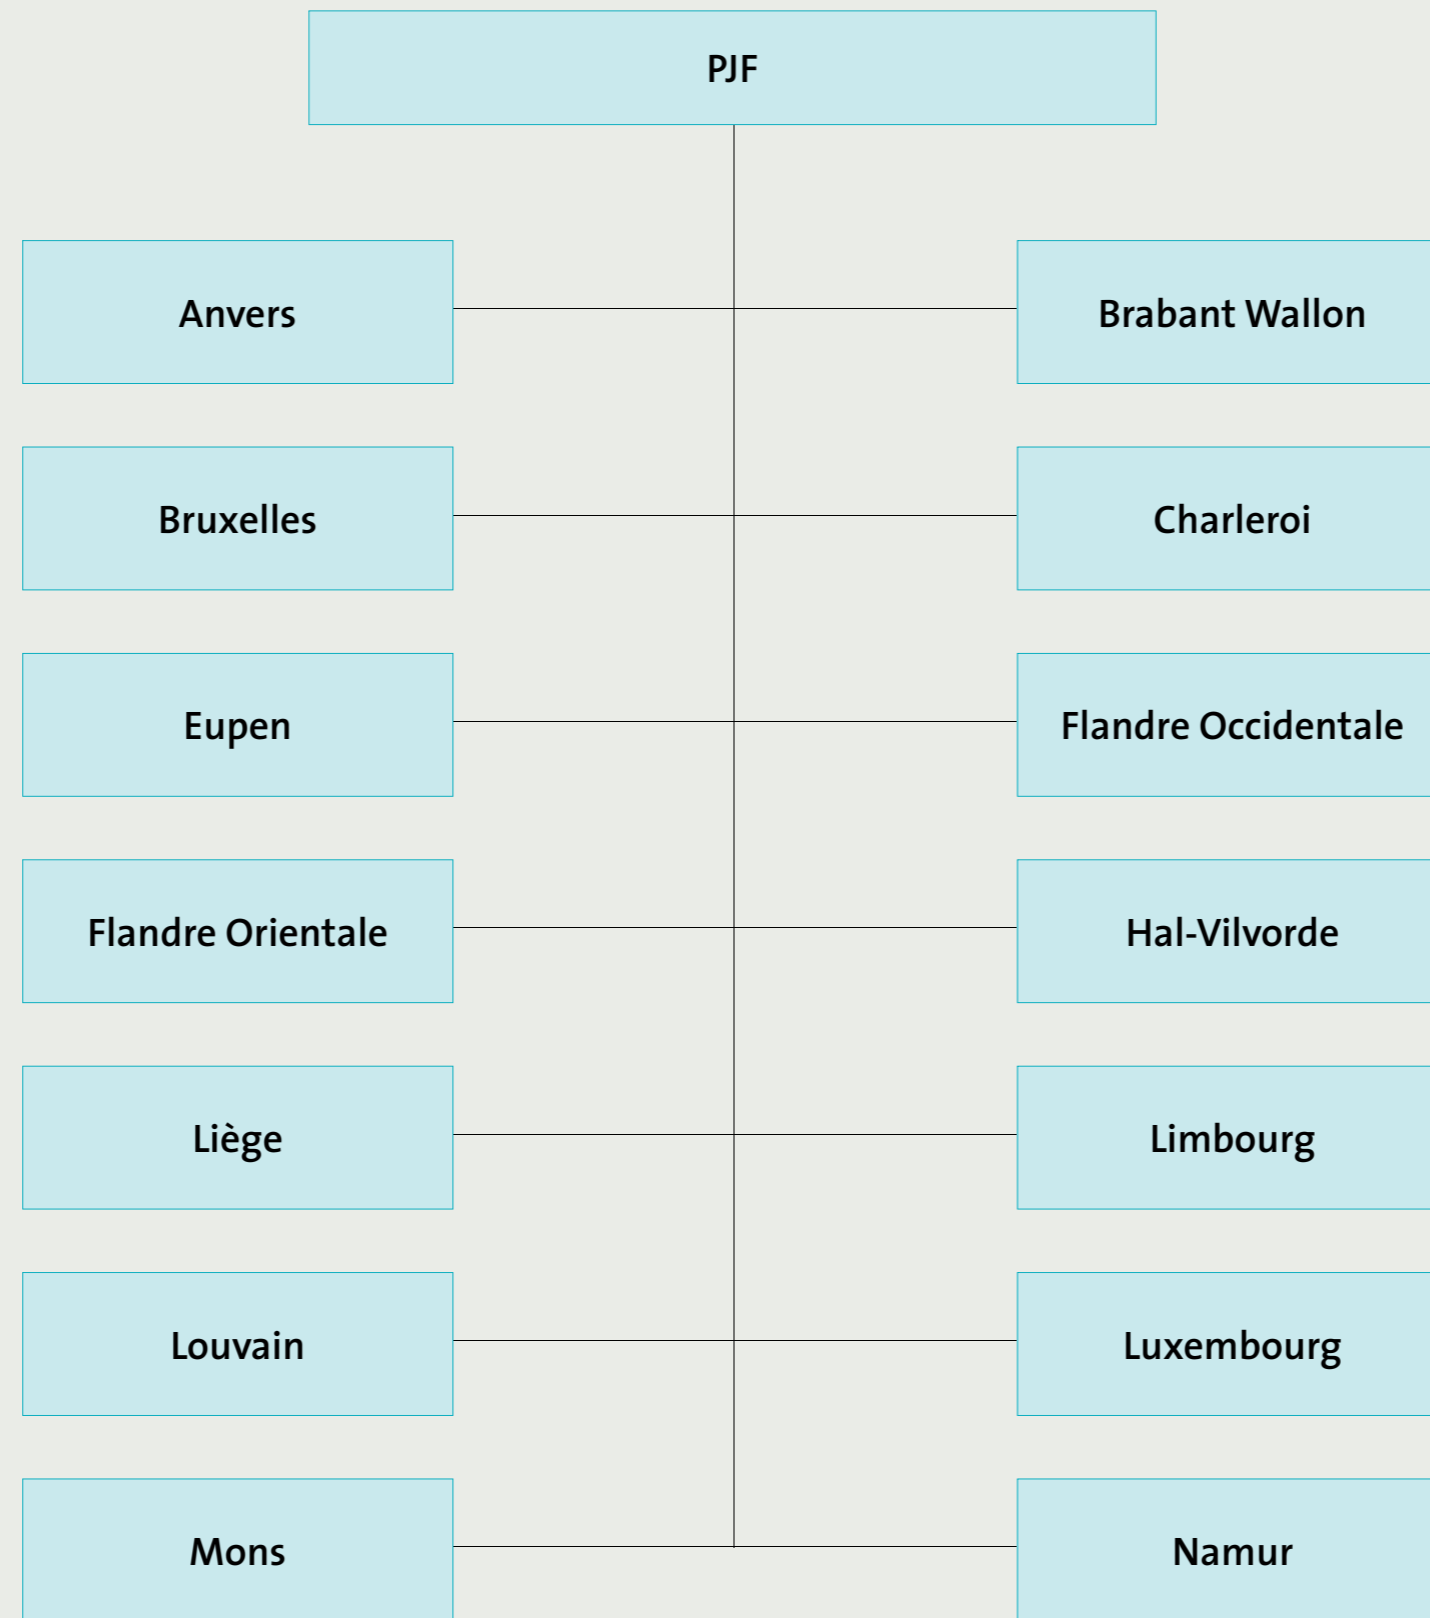 PJF
Anvers
Brabant Wallon
Bruxelles
Charleroi
Eupen
Flandre Occidentale
Flandre Orientale
Hal-Vilvorde
Liège
Limbourg
Louvain
Luxembourg
Mons
Namur